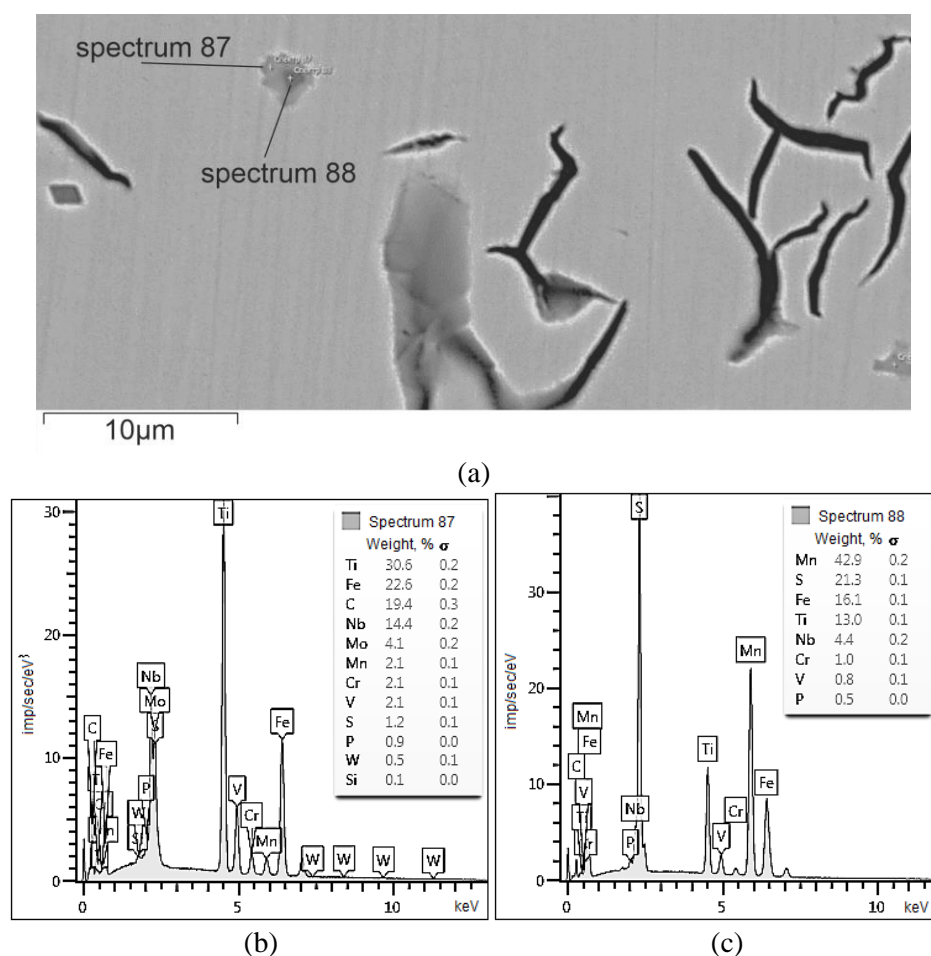 spectrum 87
spectrum 88
10µm
(a)
30
20
10
0
imp/sec/eV³
0 5 10 keV
C
Fe
Nb
Mo
S
P
W
S
Ti
V
Cr
Mn
Fe
W W W W
Spectrum 87
Weight, % σ
Ti 30.6 0.2
Fe 22.6 0.2
C 19.4 0.3
Nb 14.4 0.2
Mo 4.1 0.2
Mn 2.1 0.1
Cr 2.1 0.1
V 2.1 0.1
S 1.2 0.1
P 0.9 0.0
W 0.5 0.1
Si 0.1 0.0
(b)
30
20
10
0
imp/sec/eV
0 5 10 keV
Mn
Fe
C
V
Ti
S
Nb
P
Ti
V
Cr
Mn
Fe
Spectrum 88
Weight, % σ
Mn 42.9 0.2
S 21.3 0.1
Fe 16.1 0.1
Ti 13.0 0.1
Nb 4.4 0.2
Cr 1.0 0.1
V 0.8 0.1
P 0.5 0.0
(c)